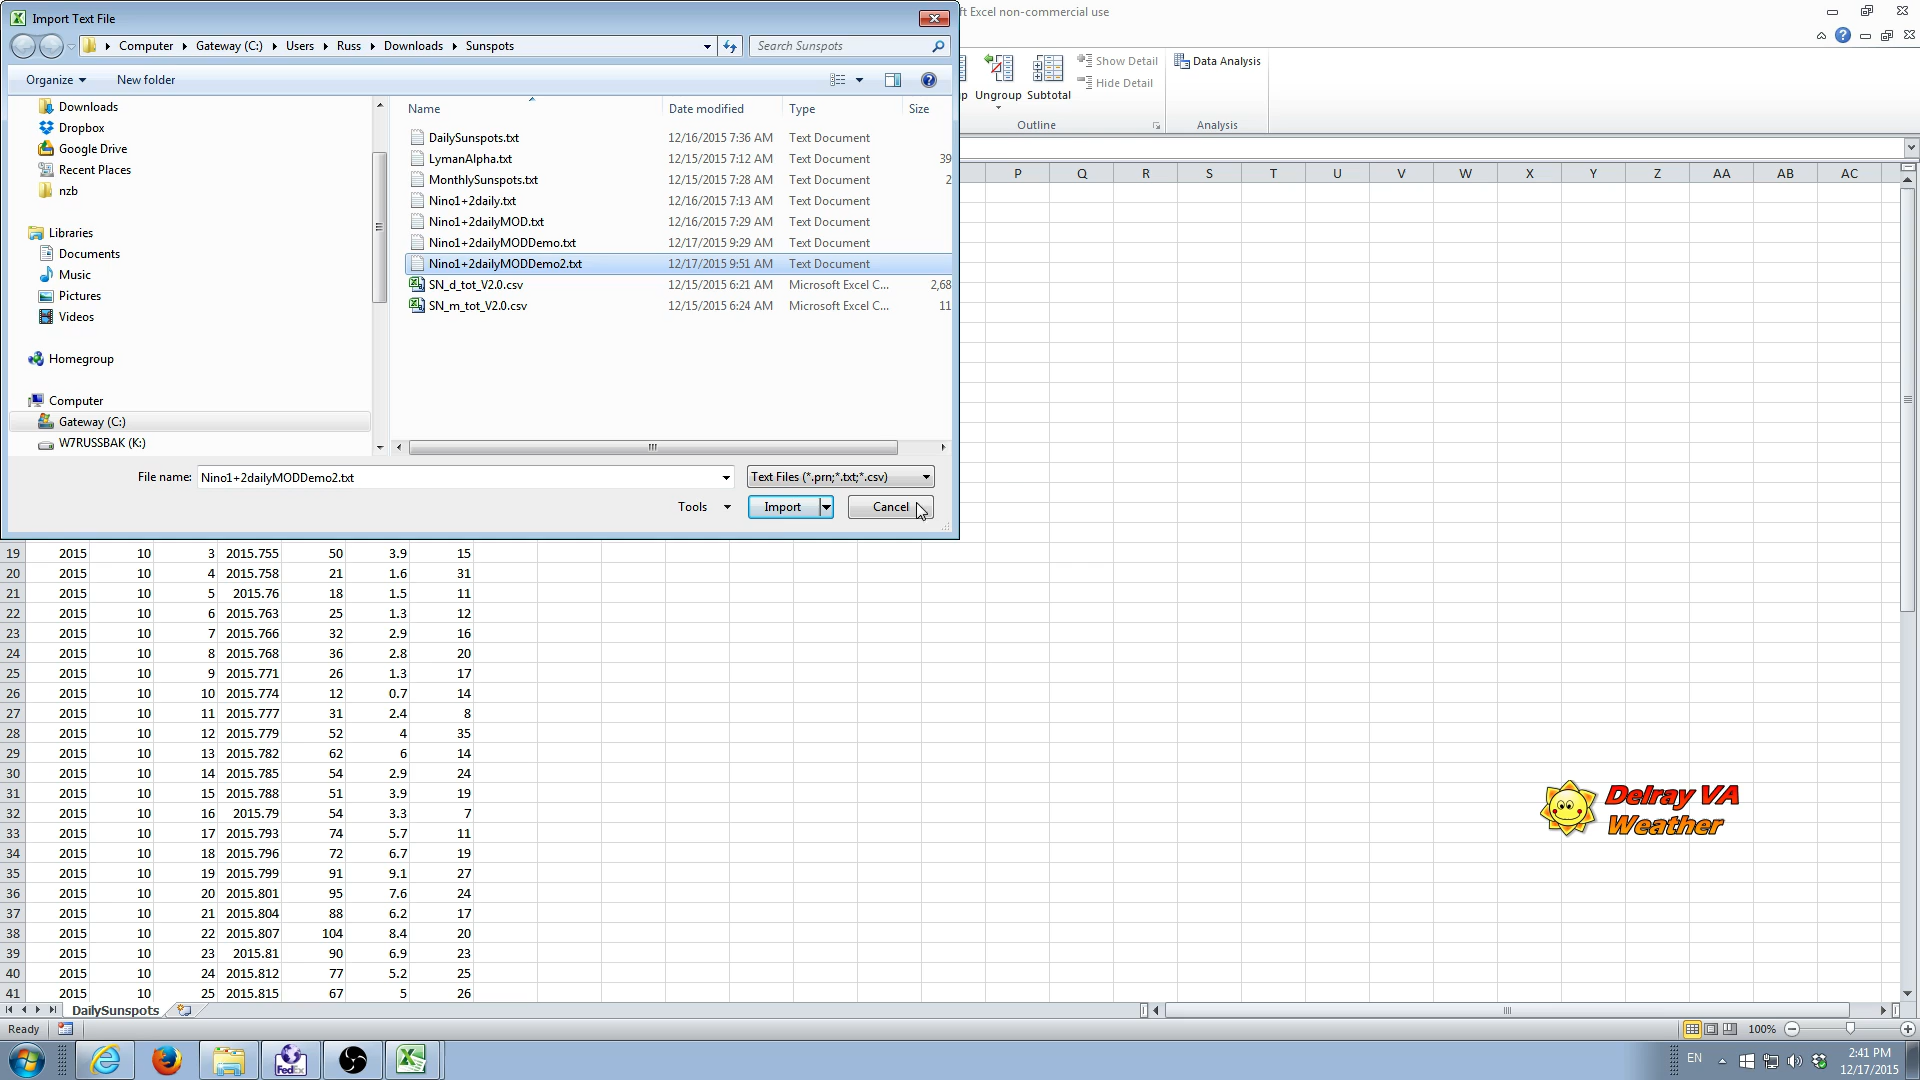 Import Text File
ft Excel non-commercial use
Computer Gateway (C:) Users Russ Downloads Sunspots
Search Sunspots
Organize New folder
Show Detail
Hide Detail
Data Analysis
p Ungroup Subtotal
Outline
Analysis
Downloads
Dropbox
Google Drive
Recent Places
nzb
Libraries
Documents
Music
Pictures
Videos
Homegroup
Computer
Gateway (C:)
W7RUSSBAK (K:)
Name Date modified Type Size
DailySunspots.txt 12/16/2015 7:36 AM Text Document
LymanAlpha.txt 12/15/2015 7:12 AM Text Document 39
MonthlySunspots.txt 12/15/2015 7:28 AM Text Document 2
Nino1+2daily.txt 12/16/2015 7:13 AM Text Document
Nino1+2dailyMOD.txt 12/16/2015 7:29 AM Text Document
Nino1+2dailyMODDemo.txt 12/17/2015 9:29 AM Text Document
Nino1+2dailyMODDemo2.txt 12/17/2015 9:51 AM Text Document
SN_d_tot_V2.0.csv 12/15/2015 6:21 AM Microsoft Excel C... 2,68
SN_m_tot_V2.0.csv 12/15/2015 6:24 AM Microsoft Excel C... 11
File name: Nino1+2dailyMODDemo2.txt Text Files (*.prn;*.txt;*.csv)
Tools Import Cancel
P Q R S T U V W X Y Z AA AB AC
19 2015 10 3 2015.755 50 3.9 15
20 2015 10 4 2015.758 21 1.6 31
21 2015 10 5 2015.76 18 1.5 11
22 2015 10 6 2015.763 25 1.3 12
23 2015 10 7 2015.766 32 2.9 16
24 2015 10 8 2015.768 36 2.8 20
25 2015 10 9 2015.771 26 1.3 17
26 2015 10 10 2015.774 12 0.7 14
27 2015 10 11 2015.777 31 2.4 8
28 2015 10 12 2015.779 52 4 35
29 2015 10 13 2015.782 62 6 14
30 2015 10 14 2015.785 54 2.9 24
31 2015 10 15 2015.788 51 3.9 19
32 2015 10 16 2015.79 54 3.3 7
33 2015 10 17 2015.793 74 5.7 11
34 2015 10 18 2015.796 72 6.7 19
35 2015 10 19 2015.799 91 9.1 27
36 2015 10 20 2015.801 95 7.6 24
37 2015 10 21 2015.804 88 6.2 17
38 2015 10 22 2015.807 104 8.4 20
39 2015 10 23 2015.81 90 6.9 23
40 2015 10 24 2015.812 77 5.2 25
41 2015 10 25 2015.815 67 5 26
Delray VA
Weather
DailySunspots
Ready
100%
FedEx
EN
2:41 PM
12/17/2015